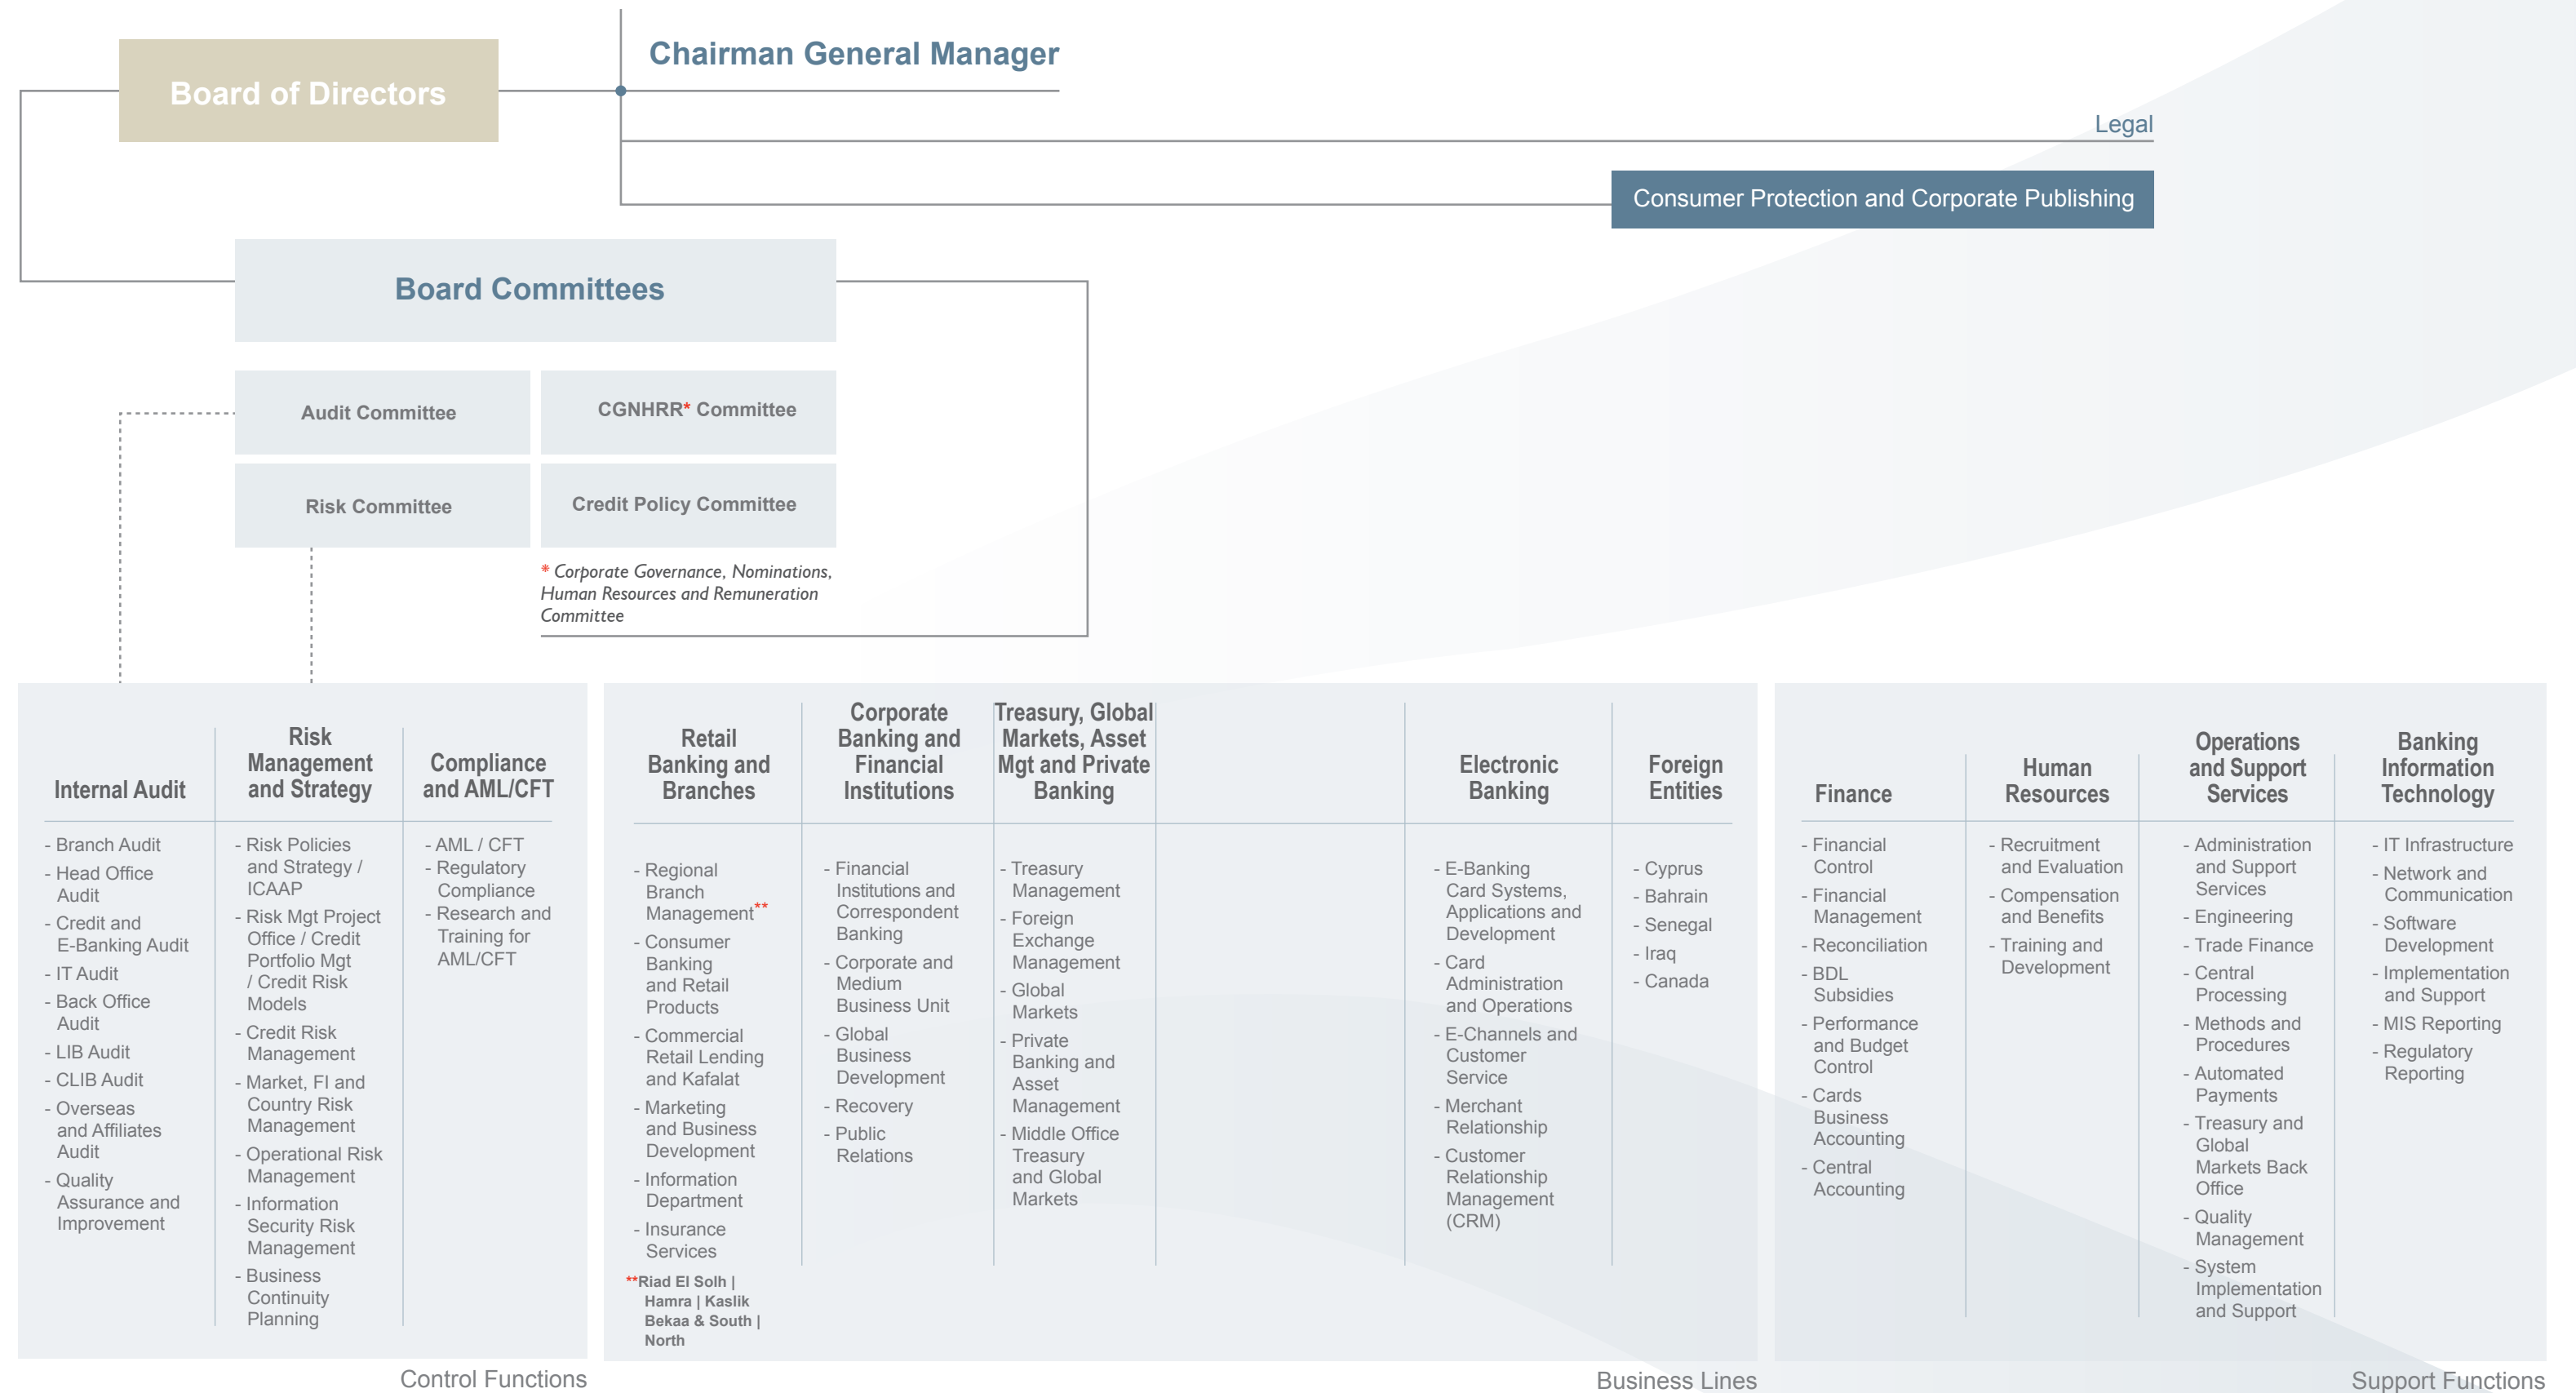 Chairman General Manager
Board of Directors
Legal
Consumer Protection and Corporate Publishing
Board Committees
Audit Committee
CGNHRR* Committee
Risk Committee
Credit Policy Committee
* Corporate Governance, Nominations,
Human Resources and Remuneration
Committee
Internal Audit
- Branch Audit
- Head Office
Audit
- Credit and
E-Banking Audit
- IT Audit
- Back Office
Audit
- LIB Audit
- CLIB Audit
- Overseas
and Affiliates
Audit
- Quality
Assurance and
Improvement
Risk
Management
and Strategy
- Risk Policies
and Strategy /
ICAAP
- Risk Mgt Project
Office / Credit
Portfolio Mgt
/ Credit Risk
Models
- Credit Risk
Management
- Market, FI and
Country Risk
Management
- Operational Risk
Management
- Information
Security Risk
Management
- Business
Continuity
Planning
Compliance
and AML/CFT
- AML / CFT
- Regulatory
Compliance
- Research and
Training for
AML/CFT
Control Functions
Retail
Banking and
Branches
- Regional
Branch
Management**
- Consumer
Banking
and Retail
Products
- Commercial
Retail Lending
and Kafalat
- Marketing
and Business
Development
- Information
Department
- Insurance
Services
**Riad El Solh |
Hamra | Kaslik
Bekaa & South |
North
Corporate
Banking and
Financial
Institutions
- Financial
Institutions and
Correspondent
Banking
- Corporate and
Medium
Business Unit
- Global
Business
Development
- Recovery
- Public
Relations
Treasury, Global
Markets, Asset
Mgt and Private
Banking
- Treasury
Management
- Foreign
Exchange
Management
- Global
Markets
- Private
Banking and
Asset
Management
- Middle Office
Treasury
and Global
Markets
Electronic
Banking
- E-Banking
Card Systems,
Applications and
Development
- Card
Administration
and Operations
- E-Channels and
Customer
Service
- Merchant
Relationship
- Customer
Relationship
Management
(CRM)
Foreign
Entities
- Cyprus
- Bahrain
- Senegal
- Iraq
- Canada
Business Lines
Finance
- Financial
Control
- Financial
Management
- Reconciliation
- BDL
Subsidies
- Performance
and Budget
Control
- Cards
Business
Accounting
- Central
Accounting
Human
Resources
- Recruitment
and Evaluation
- Compensation
and Benefits
- Training and
Development
Operations
and Support
Services
- Administration
and Support
Services
- Engineering
- Trade Finance
- Central
Processing
- Methods and
Procedures
- Automated
Payments
- Treasury and
Global
Markets Back
Office
- Quality
Management
- System
Implementation
and Support
Banking
Information
Technology
- IT Infrastructure
- Network and
Communication
- Software
Development
- Implementation
and Support
- MIS Reporting
- Regulatory
Reporting
Support Functions